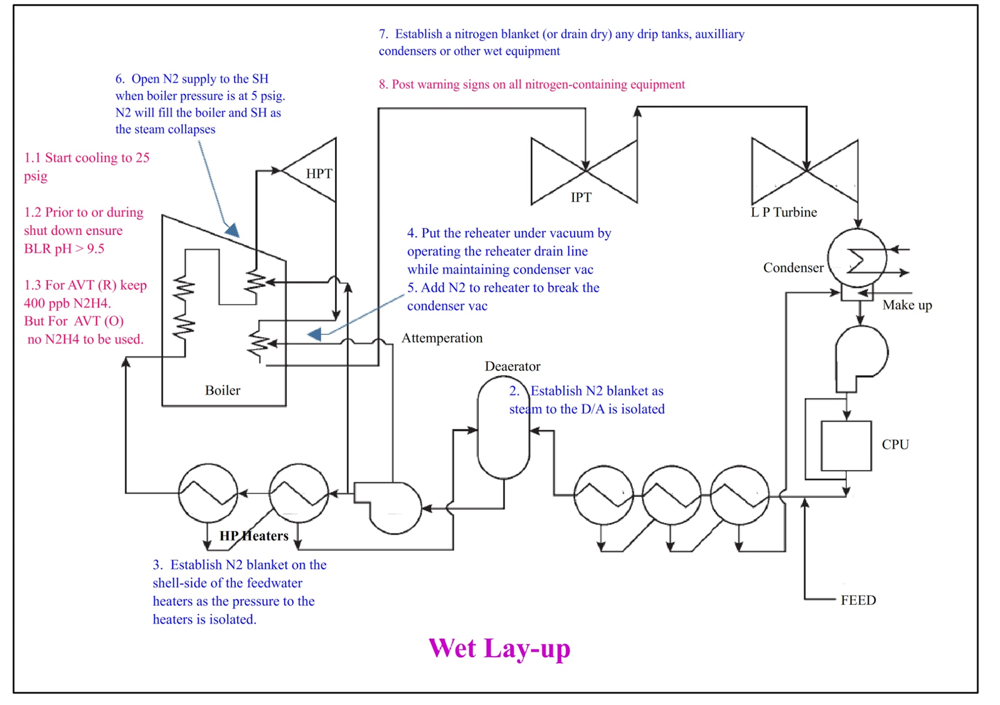 7.  Establish a nitrogen blanket (or drain dry) any drip tanks, auxilliary
condensers or other wet equipment
8. Post warning signs on all nitrogen-containing equipment
6.  Open N2 supply to the SH
when boiler pressure is at 5 psig.
N2 will fill the boiler and SH as
the steam collapses
1.1 Start cooling to 25
psig
1.2 Prior to or during
shut down ensure
BLR pH > 9.5
1.3 For AVT (R) keep
400 ppb N2H4.
But For  AVT (O)
no N2H4 to be used.
HPT
IPT
L P Turbine
4. Put the reheater under vacuum by
operating the reheater drain line
while maintaining condenser vac
5. Add N2 to reheater to break the
condenser vac
Condenser
Make up
Attemperation
Deaerator
2.  Establish N2 blanket as
steam to the D/A is isolated
Boiler
CPU
HP Heaters
3.  Establish N2 blanket on the
shell-side of the feedwater
heaters as the pressure to the
heaters is isolated.
FEED
Wet Lay-up